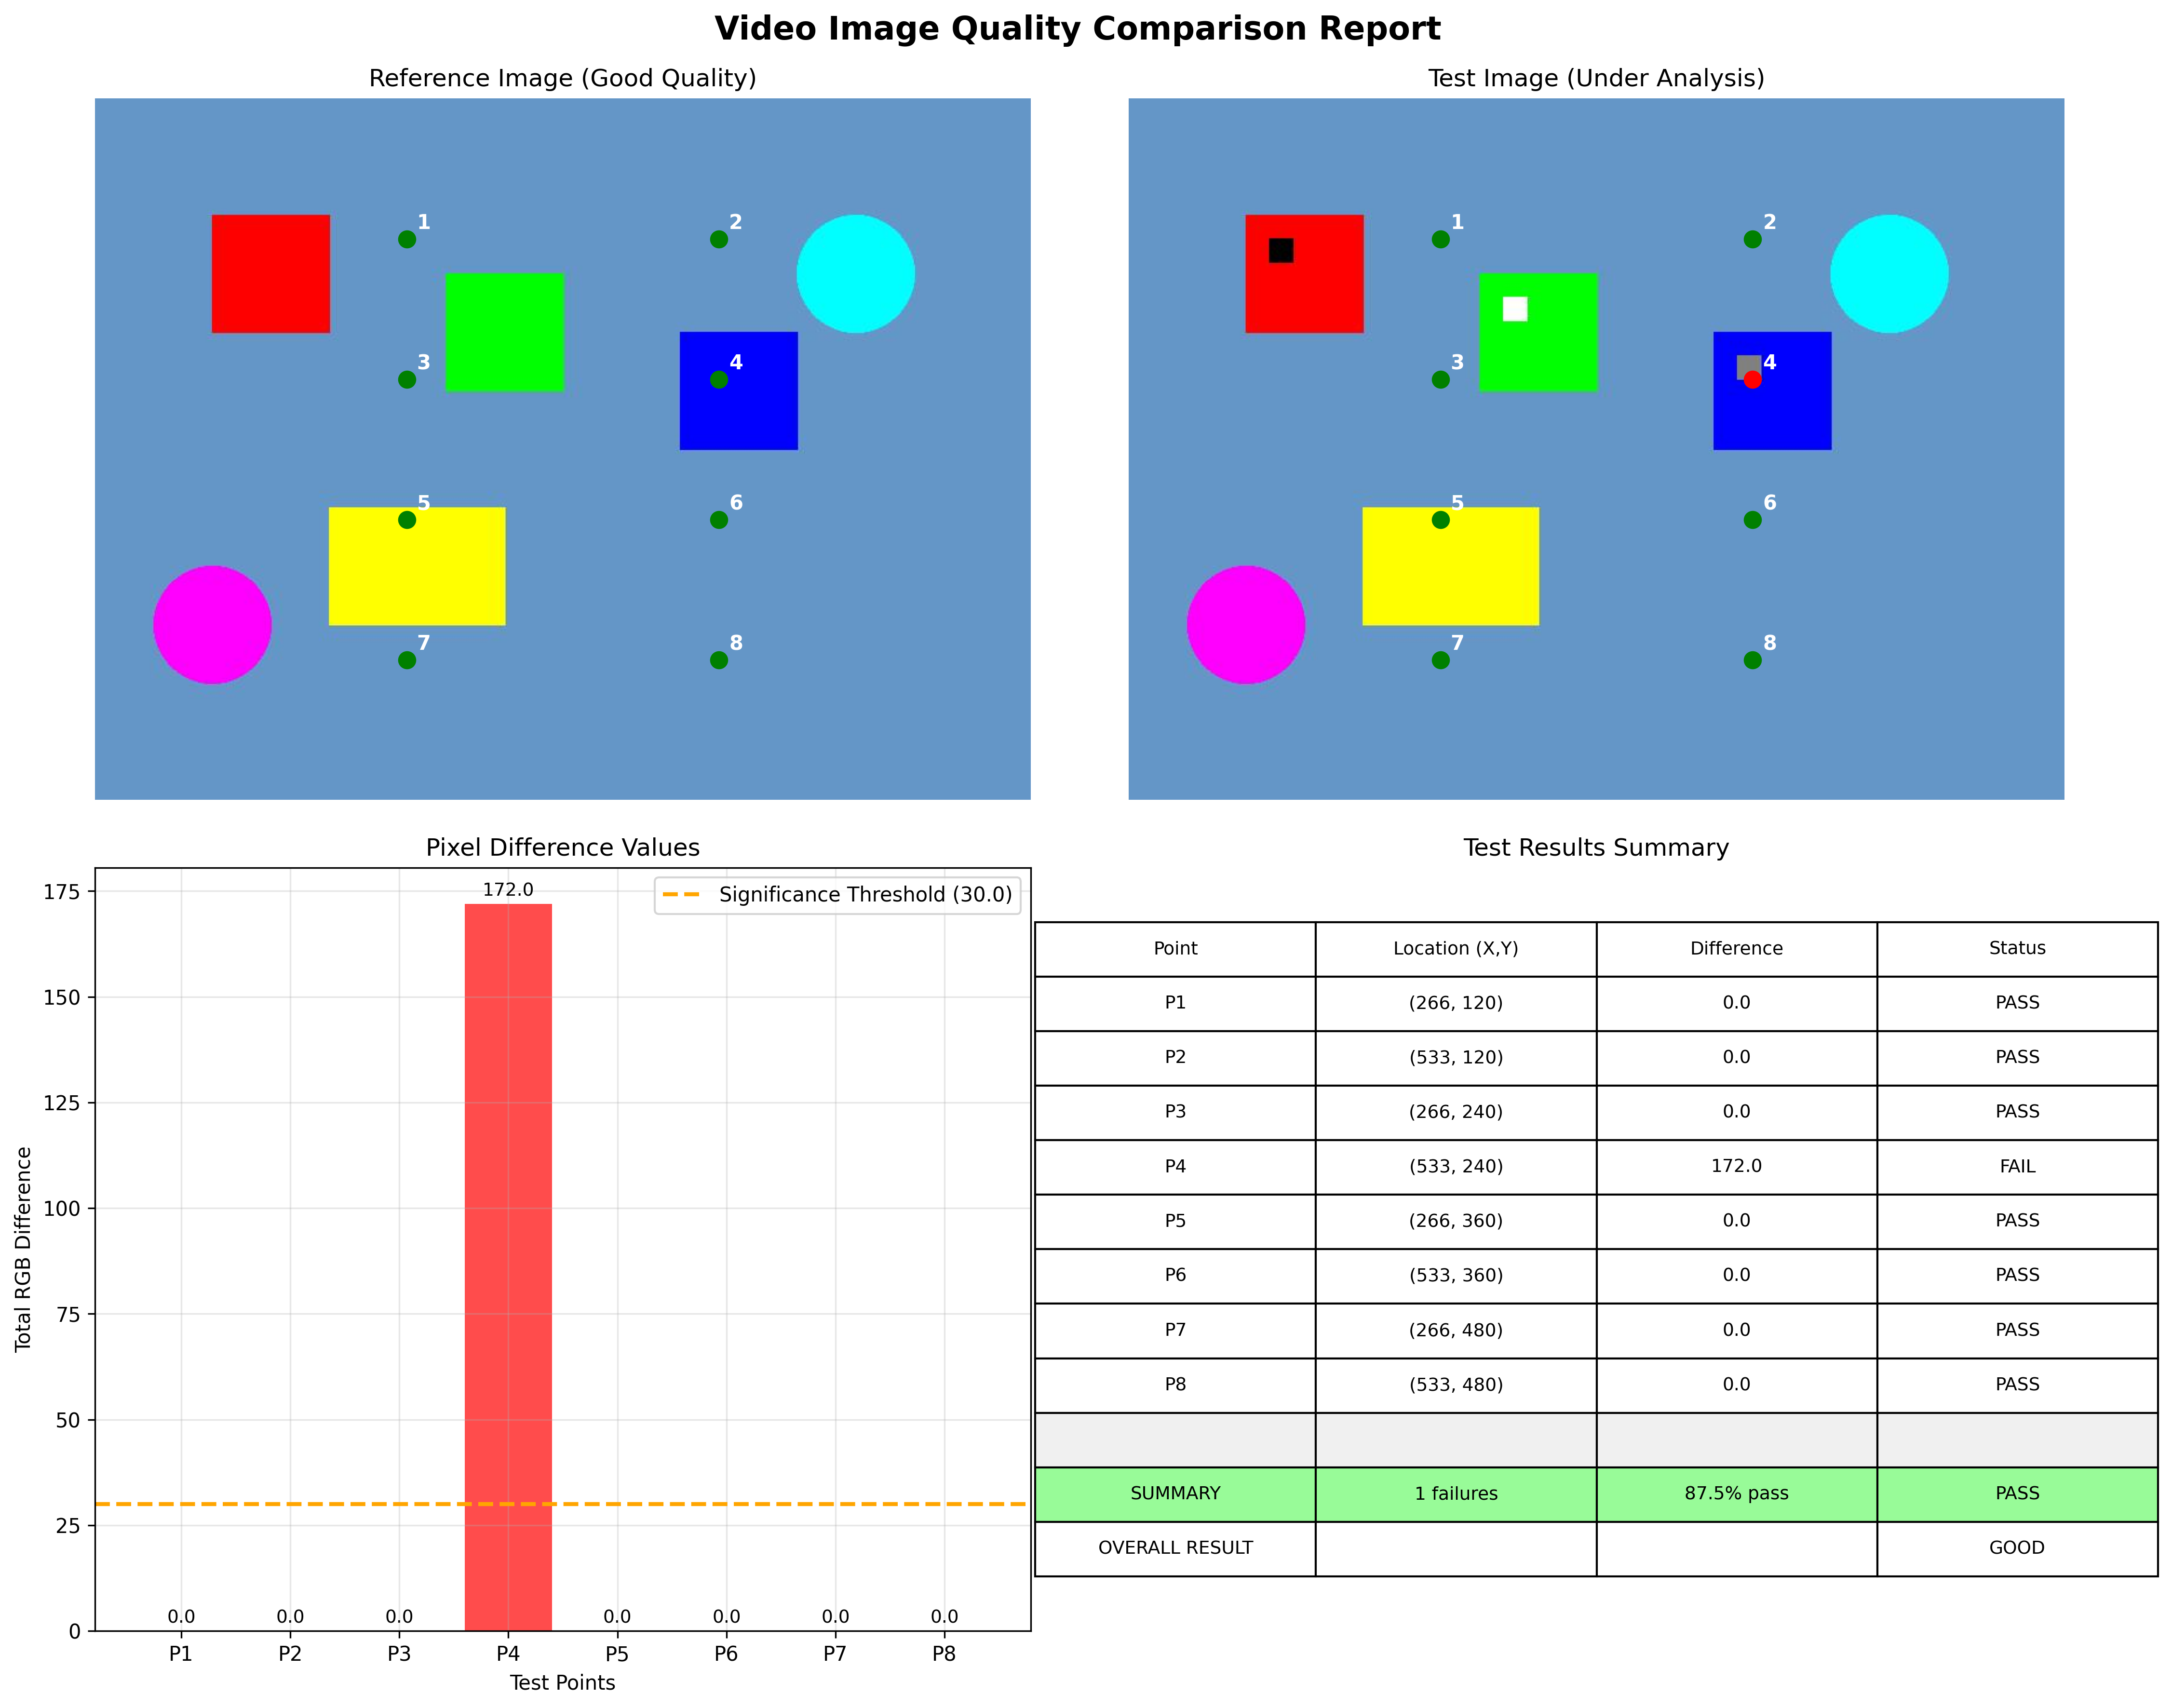 Video Image Quality Comparison Report
Reference Image (Good Quality)
1
2
3
4
5
6
7
8
Test Image (Under Analysis)
1
2
3
4
5
6
7
8
Pixel Difference Values
Total RGB Difference
175
150
125
100
75
50
25
0
172.0
Significance Threshold (30.0)
0.0 0.0 0.0 0.0 0.0 0.0 0.0
P1 P2 P3 P4 P5 P6 P7 P8
Test Points
Test Results Summary
Point Location (X,Y) Difference Status
P1 (266, 120) 0.0 PASS
P2 (533, 120) 0.0 PASS
P3 (266, 240) 0.0 PASS
P4 (533, 240) 172.0 FAIL
P5 (266, 360) 0.0 PASS
P6 (533, 360) 0.0 PASS
P7 (266, 480) 0.0 PASS
P8 (533, 480) 0.0 PASS
SUMMARY 1 failures 87.5% pass PASS
OVERALL RESULT GOOD